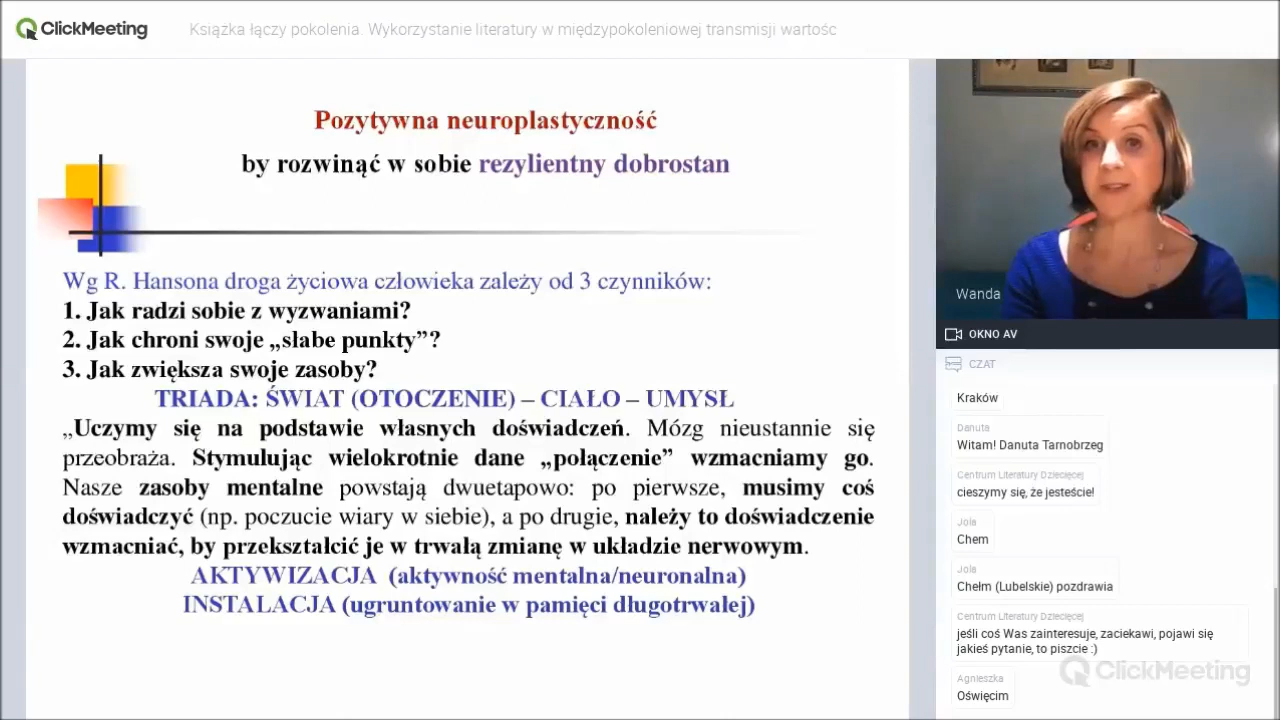 ClickMeeting
Książka łączy pokolenia. Wykorzystanie literatury w międzypokoleniowej transmisji wartośc
Pozytywna neuroplastyczność
by rozwinąć w sobie rezylientny dobrostan
Wg R. Hansona droga życiowa człowieka zależy od 3 czynników:
1. Jak radzi sobie z wyzwaniami?
2. Jak chroni swoje „słabe punkty”?
3. Jak zwiększa swoje zasoby?
TRIADA: ŚWIAT (OTOCZENIE) – CIAŁO – UMYSŁ
„Uczymy się na podstawie własnych doświadczeń. Mózg nieustannie się
przeobraża. Stymulując wielokrotnie dane „połączenie” wzmacniamy go.
Nasze zasoby mentalne powstają dwuetapowo: po pierwsze, musimy coś
doświadczyć (np. poczucie wiary w siebie), a po drugie, należy to doświadczenie
wzmacniać, by przekształcić je w trwałą zmianę w układzie nerwowym.
AKTYWIZACJA (aktywność mentalna/neuronalna)
INSTALACJA (ugruntowanie w pamięci długotrwałej)
Wanda
OKNO AV
CZAT
Kraków
Danuta
Witam! Danuta Tarnobrzeg
Centrum Literatury Dziecięcej
cieszymy się, że jesteście!
Jola
Chem
Jola
Chełm (Lubelskie) pozdrawia
Centrum Literatury Dziecięcej
jeśli coś Was zainteresuje, zaciekawi, pojawi się
jakieś pytanie, to piszcie :)
ClickMeeting
Agnieszka
Oświęcim